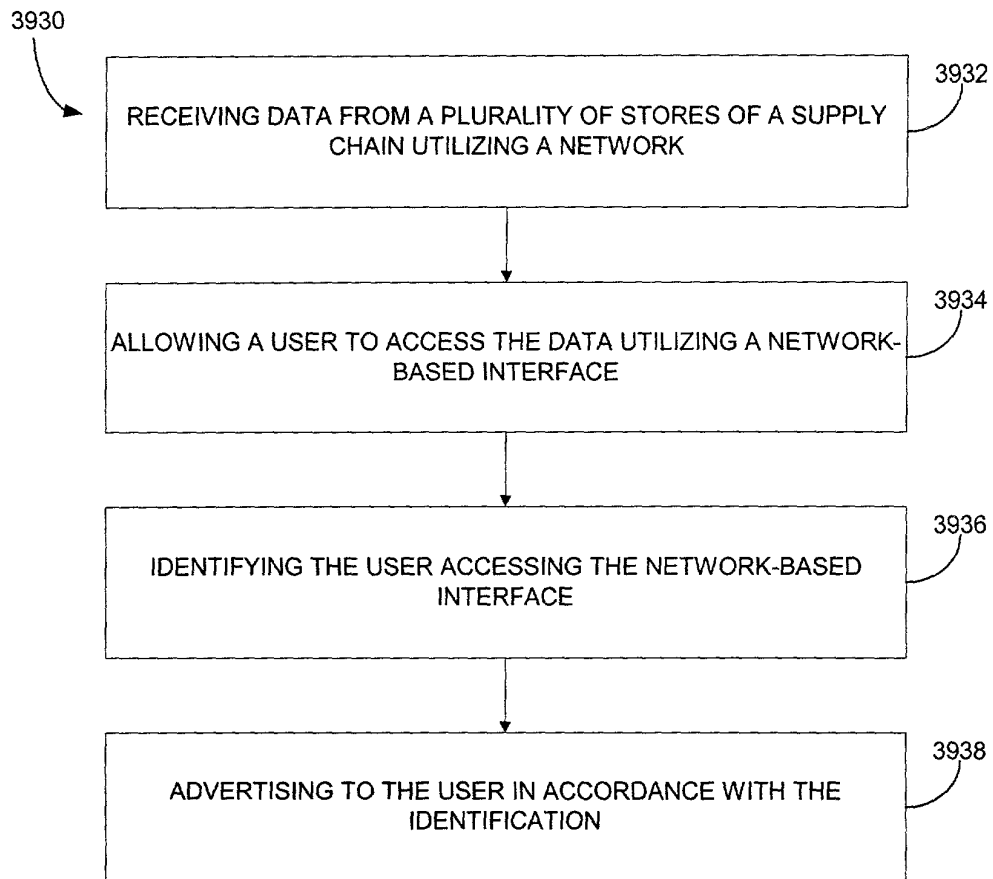 3930
3932
RECEIVING DATA FROM A PLURALITY OF STORES OF A SUPPLY
CHAIN UTILIZING A NETWORK
3934
ALLOWING A USER TO ACCESS THE DATA UTILIZING A NETWORK-
BASED INTERFACE
3936
IDENTIFYING THE USER ACCESSING THE NETWORK-BASED
INTERFACE
3938
ADVERTISING TO THE USER IN ACCORDANCE WITH THE
IDENTIFICATION